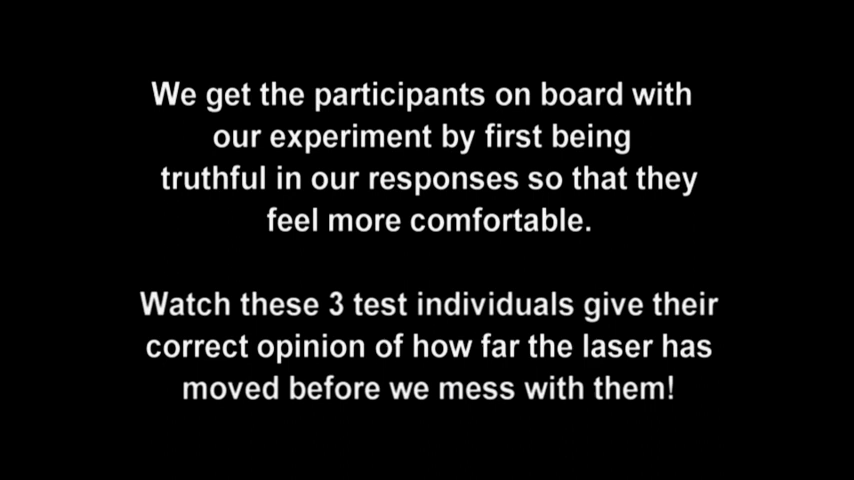 We get the participants on board with
our experiment by first being
truthful in our responses so that they
feel more comfortable.
Watch these 3 test individuals give their
correct opinion of how far the laser has
moved before we mess with them!